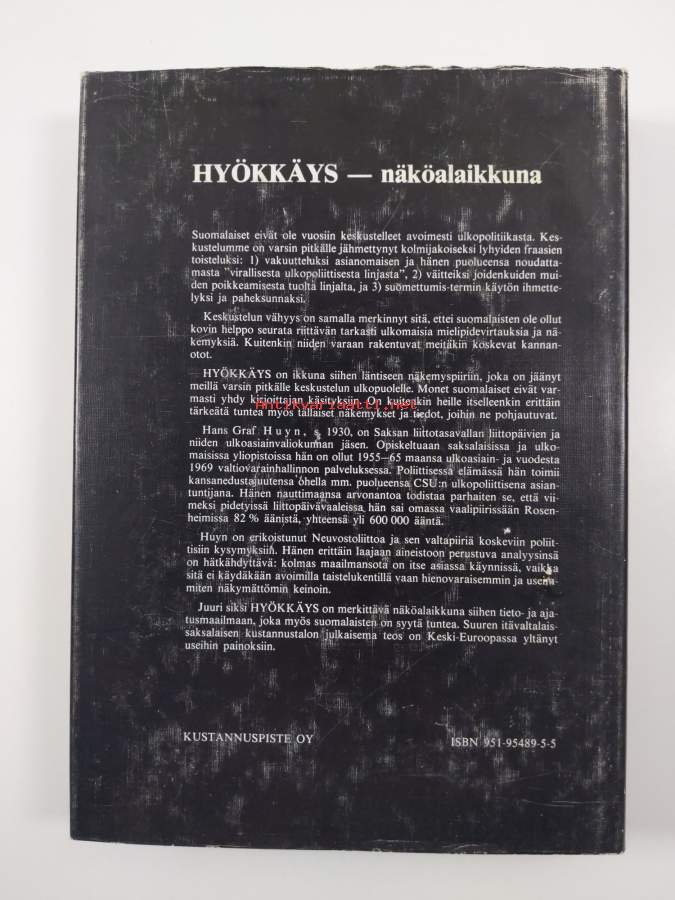 HYÖKKÄYS — näköalaikkuna
Suomalaiset eivät ole vuosiin keskustelleet avoimesti ulkopolitiikasta. Kes-
kustelumme on varsin pitkälle jähmettynyt kolmijakoiseksi lyhyiden fraasien
toisteluksi: 1) vakuutteluksi asianomaisen ja hänen puolueensa noudatta-
masta "virallisesta ulkopoliittisesta linjasta", 2) väitteiksi joidenkuiden mui-
den poikkeamisesta tuolta linjalta, ja 3) suomettumis-termin käytön ihmette-
lyksi ja paheksunnaksi.
Keskustelun vähyys on samalla merkinnyt sitä, ettei suomalaisten ole ollut
kovin helppo seurata riittävän tarkasti ulkomaisia mielipidevirtauksia ja nä-
kemyksiä. Kuitenkin niiden varaan rakentuvat meitäkin koskevat kannan-
otot.
HYÖKKÄYS on ikkuna siihen läntiseen näkemyspiiriin, joka on jäänyt
meillä varsin pitkälle keskustelun ulkopuolelle. Monet suomalaiset eivät var-
masti yhdy kirjoittajan käsityksiin. On kuitenkin heille itselleenkin erittäin
Antikvariaatti.net
tärkeätä tuntea myös tällaiset näkemykset ja tiedot, joihin ne pohjautuvat.
Hans Graf Huyn, s. 1930, on Saksan liittotasavallan liittopäivien ja
niiden ulkoasiainvaliokunnan jäsen. Opiskeltuaan saksalaisissa ja ulko-
maisissa yliopistoissa hän on ollut 1955—65 maansa ulkoasiain- ja vuodesta
1969 valtiovarainhallinnon palveluksessa. Poliittisessa elämässä hän toimii
kansanedustajuutensa ohella mm. puolueensa CSU:n ulkopoliittisena asian-
tuntijana. Hänen nauttimaansa arvonantoa todistaa parhaiten se, että vii-
meksi pidetyissä liittopäivävaaleissa hän sai omassa vaalipiirissään Rosen-
heimissa 82 % äänistä, yhteensä yli 600 000 ääntä.
Huyn on erikoistunut Neuvostoliittoa ja sen valtapiiriä koskeviin poliit-
tisiin kysymyksiin. Hänen erittäin laajaan aineistoon perustuva analyysinsä
on hätkähdyttävä: kolmas maailmansota on itse asiassa käynnissä, vaikka
sitä ei käydäkään avoimilla taistelukentillä vaan hienovaraisemmin ja useim-
miten näkymättömin keinoin.
Juuri siksi HYÖKKÄYS on merkittävä näköalaikkuna siihen tieto- ja aja-
tusmaailmaan, joka myös suomalaisten on syytä tuntea. Suuren itävaltalais-
saksalaisen kustannustalon julkaisema teos on Keski-Euroopassa yltänyt
useihin painoksiin.
KUSTANNUSPISTE OY
ISBN 951-95489-5-5